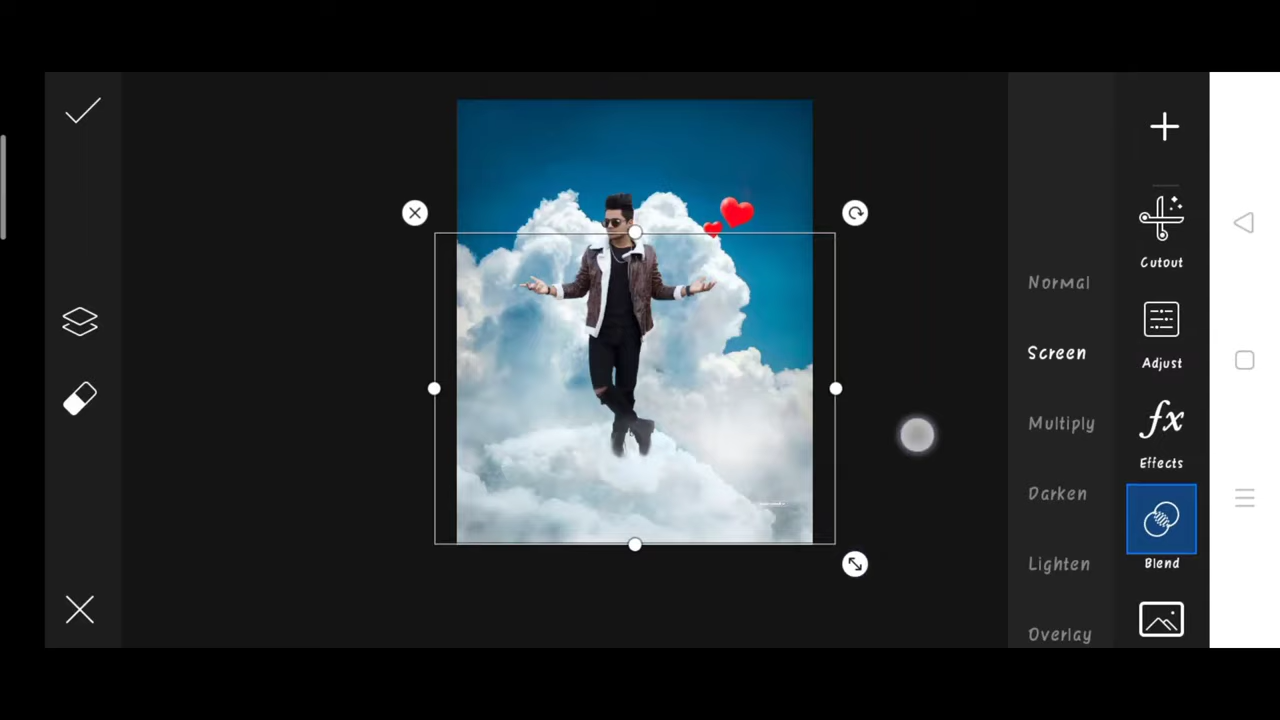 Normal
Screen
Multiply
Darken
Lighten
Overlay
Cutout
Adjust
fx
Effects
Blend